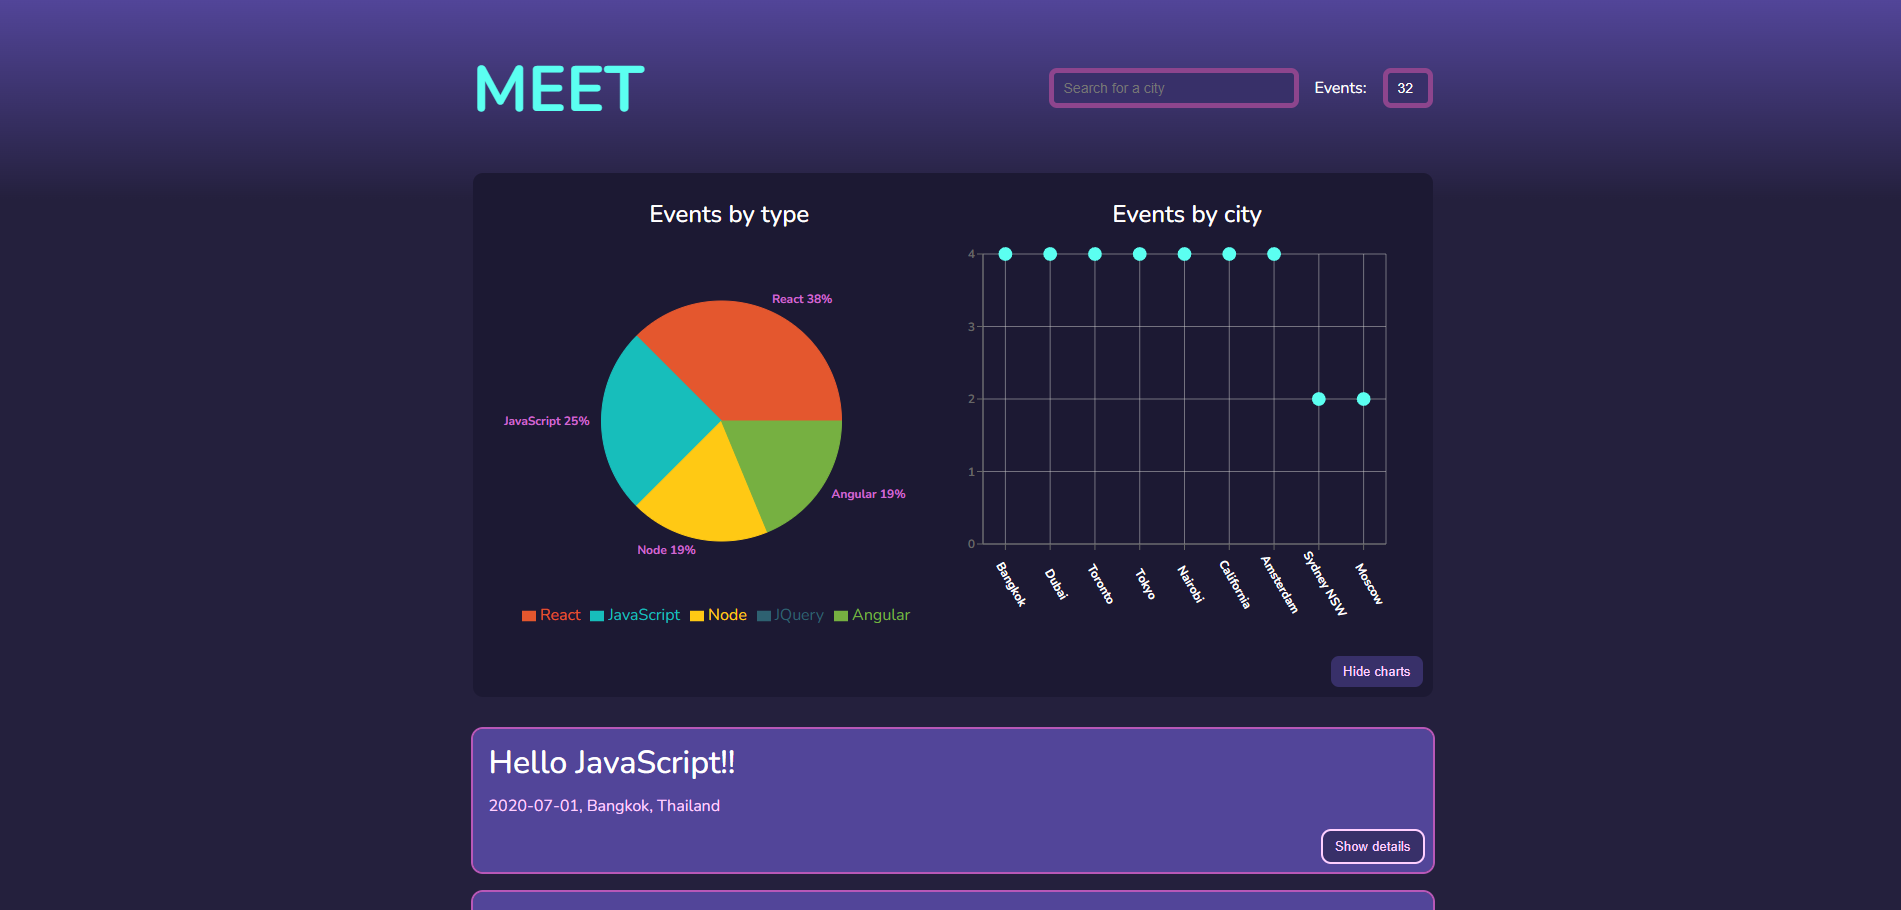 MEET
Search for a city
Events:
32
Events by type
React 38%
JavaScript 25%
Angular 19%
Node 19%
React
JavaScript
Node
JQuery
Angular
Events by city
4
3
2
1
0
Bangkok
Dubai
Toronto
Tokyo
Nairobi
California
Amsterdam
Sydney NSW
Moscow
Hide charts
Hello JavaScript!!
2020-07-01, Bangkok, Thailand
Show details